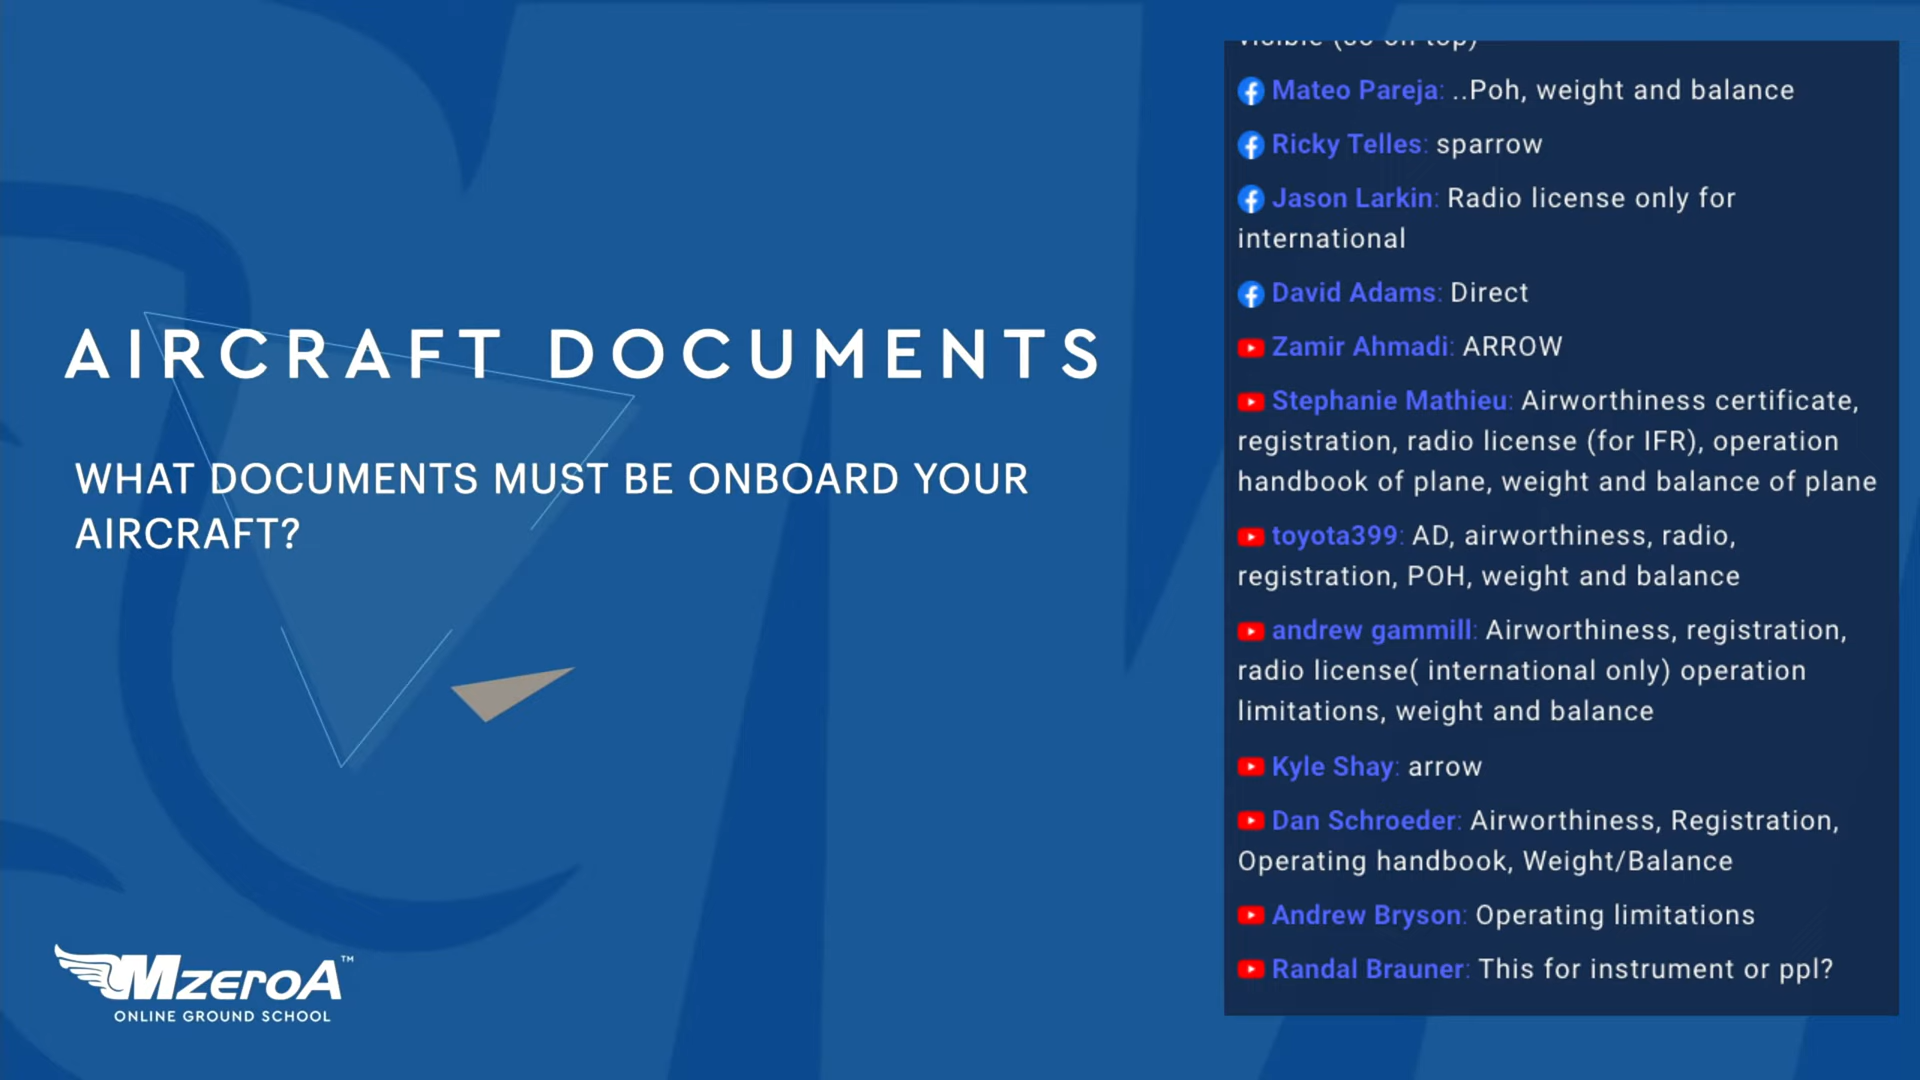 AIRCRAFT DOCUMENTS
WHAT DOCUMENTS MUST BE ONBOARD YOUR
AIRCRAFT?
MZEROA™
ONLINE GROUND SCHOOL
visible (so on top)
Mateo Pareja: ..Poh, weight and balance
Ricky Telles: sparrow
Jason Larkin: Radio license only for
international
David Adams: Direct
Zamir Ahmadi: ARROW
Stephanie Mathieu: Airworthiness certificate,
registration, radio license (for IFR), operation
handbook of plane, weight and balance of plane
toyota399: AD, airworthiness, radio,
registration, POH, weight and balance
andrew gammill: Airworthiness, registration,
radio license( international only) operation
limitations, weight and balance
Kyle Shay: arrow
Dan Schroeder: Airworthiness, Registration,
Operating handbook, Weight/Balance
Andrew Bryson: Operating limitations
Randal Brauner: This for instrument or ppl?